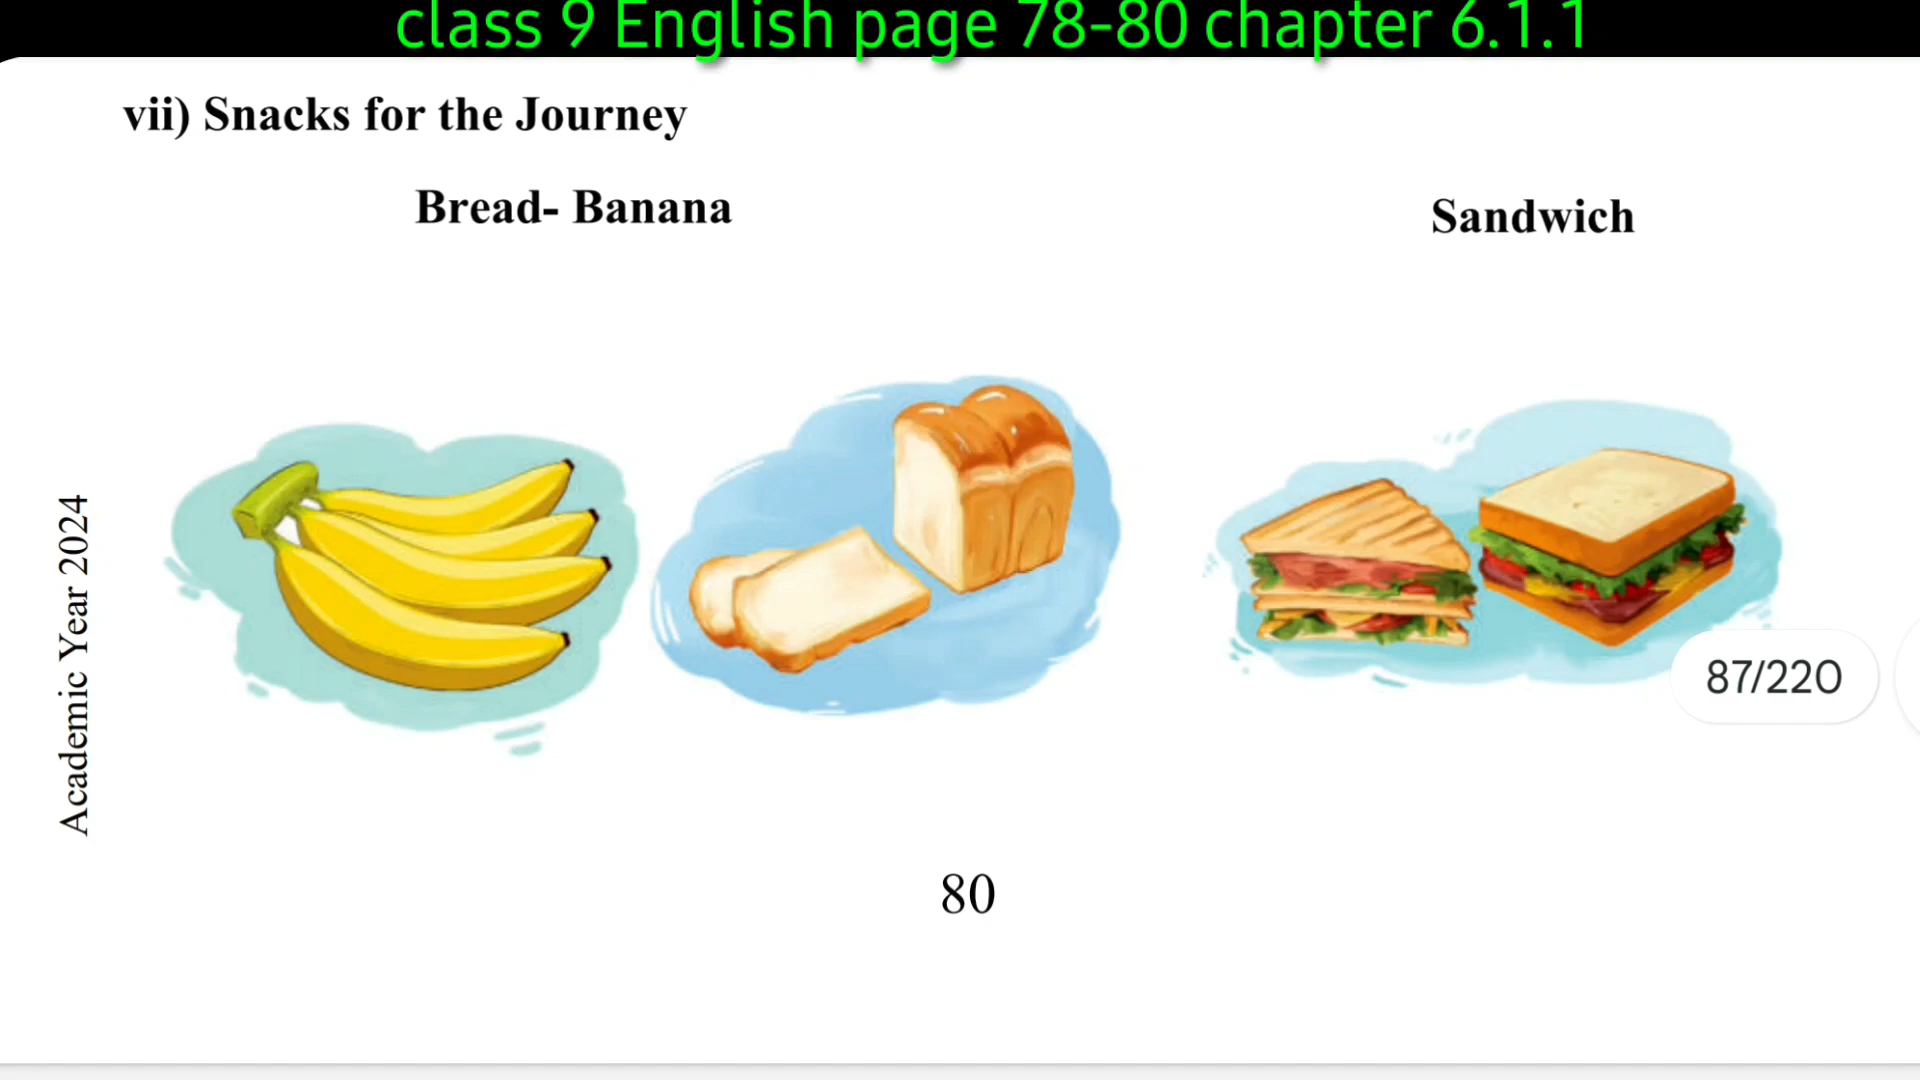 class 9 English page 78-80 chapter 6.1.1
vii) Snacks for the Journey
Bread- Banana
Sandwich
Academic Year 2024
87/220
80